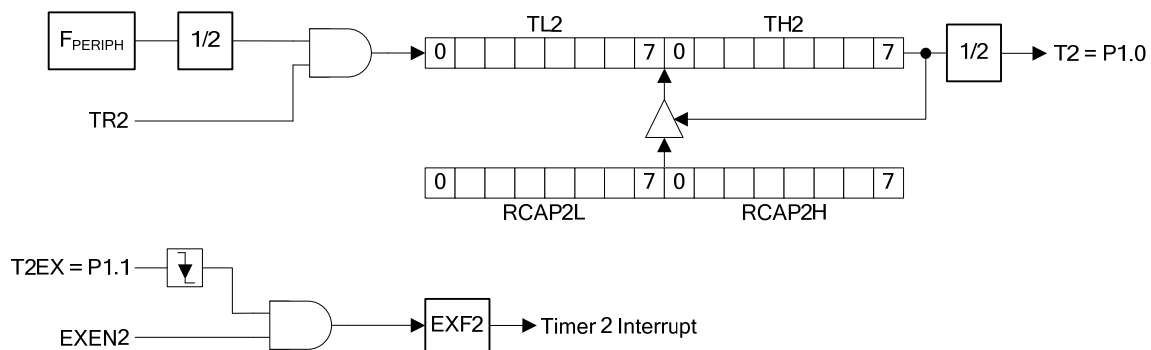 TL2 TH2
F_PERIPH 1/2 0 7 0 7 1/2 T2 = P1.0
TR2
0 7 0 7
RCAP2L RCAP2H
T2EX = P1.1
EXEN2 EXF2 Timer 2 Interrupt